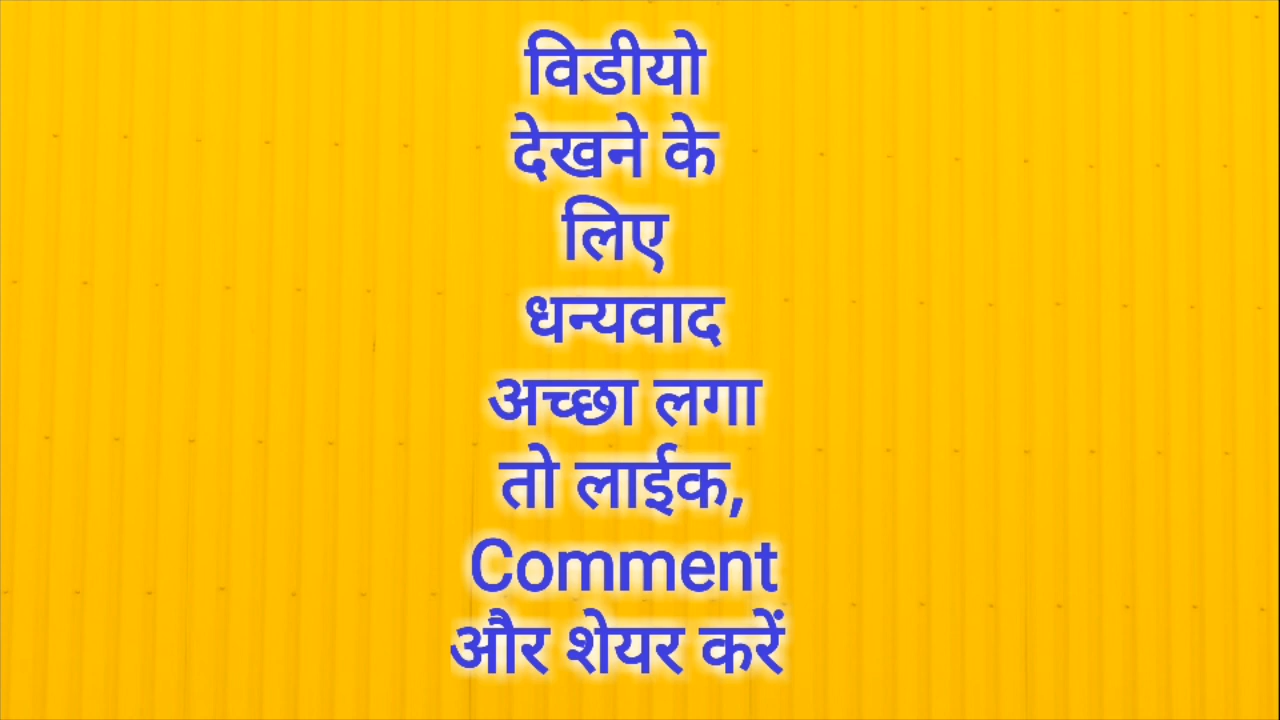 विडीयो
देखने के
लिए
धन्यवाद
अच्छा लगा
तो लाईक,
Comment
और शेयर करें